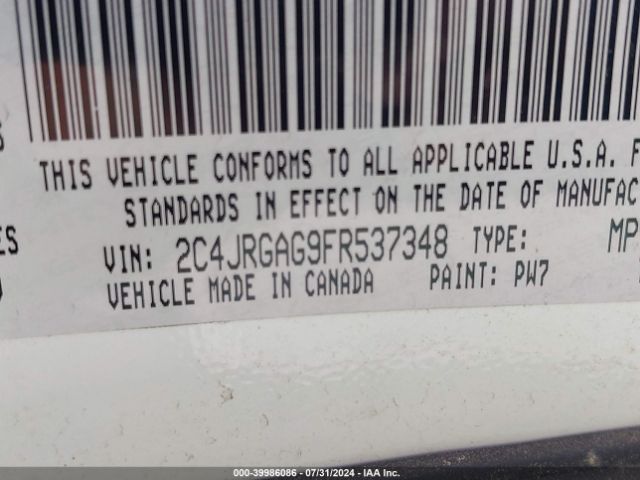 THIS VEHICLE CONFORMS TO ALL APPLICABLE U.S.A. F
STANDARDS IN EFFECT ON THE DATE OF MANUFAC
ES
VIN: 2C4JRGAG9FR537348 TYPE: MP
VEHICLE MADE IN CANADA PAINT: PW7
000-39986086 - 07/31/2024 - IAA Inc.